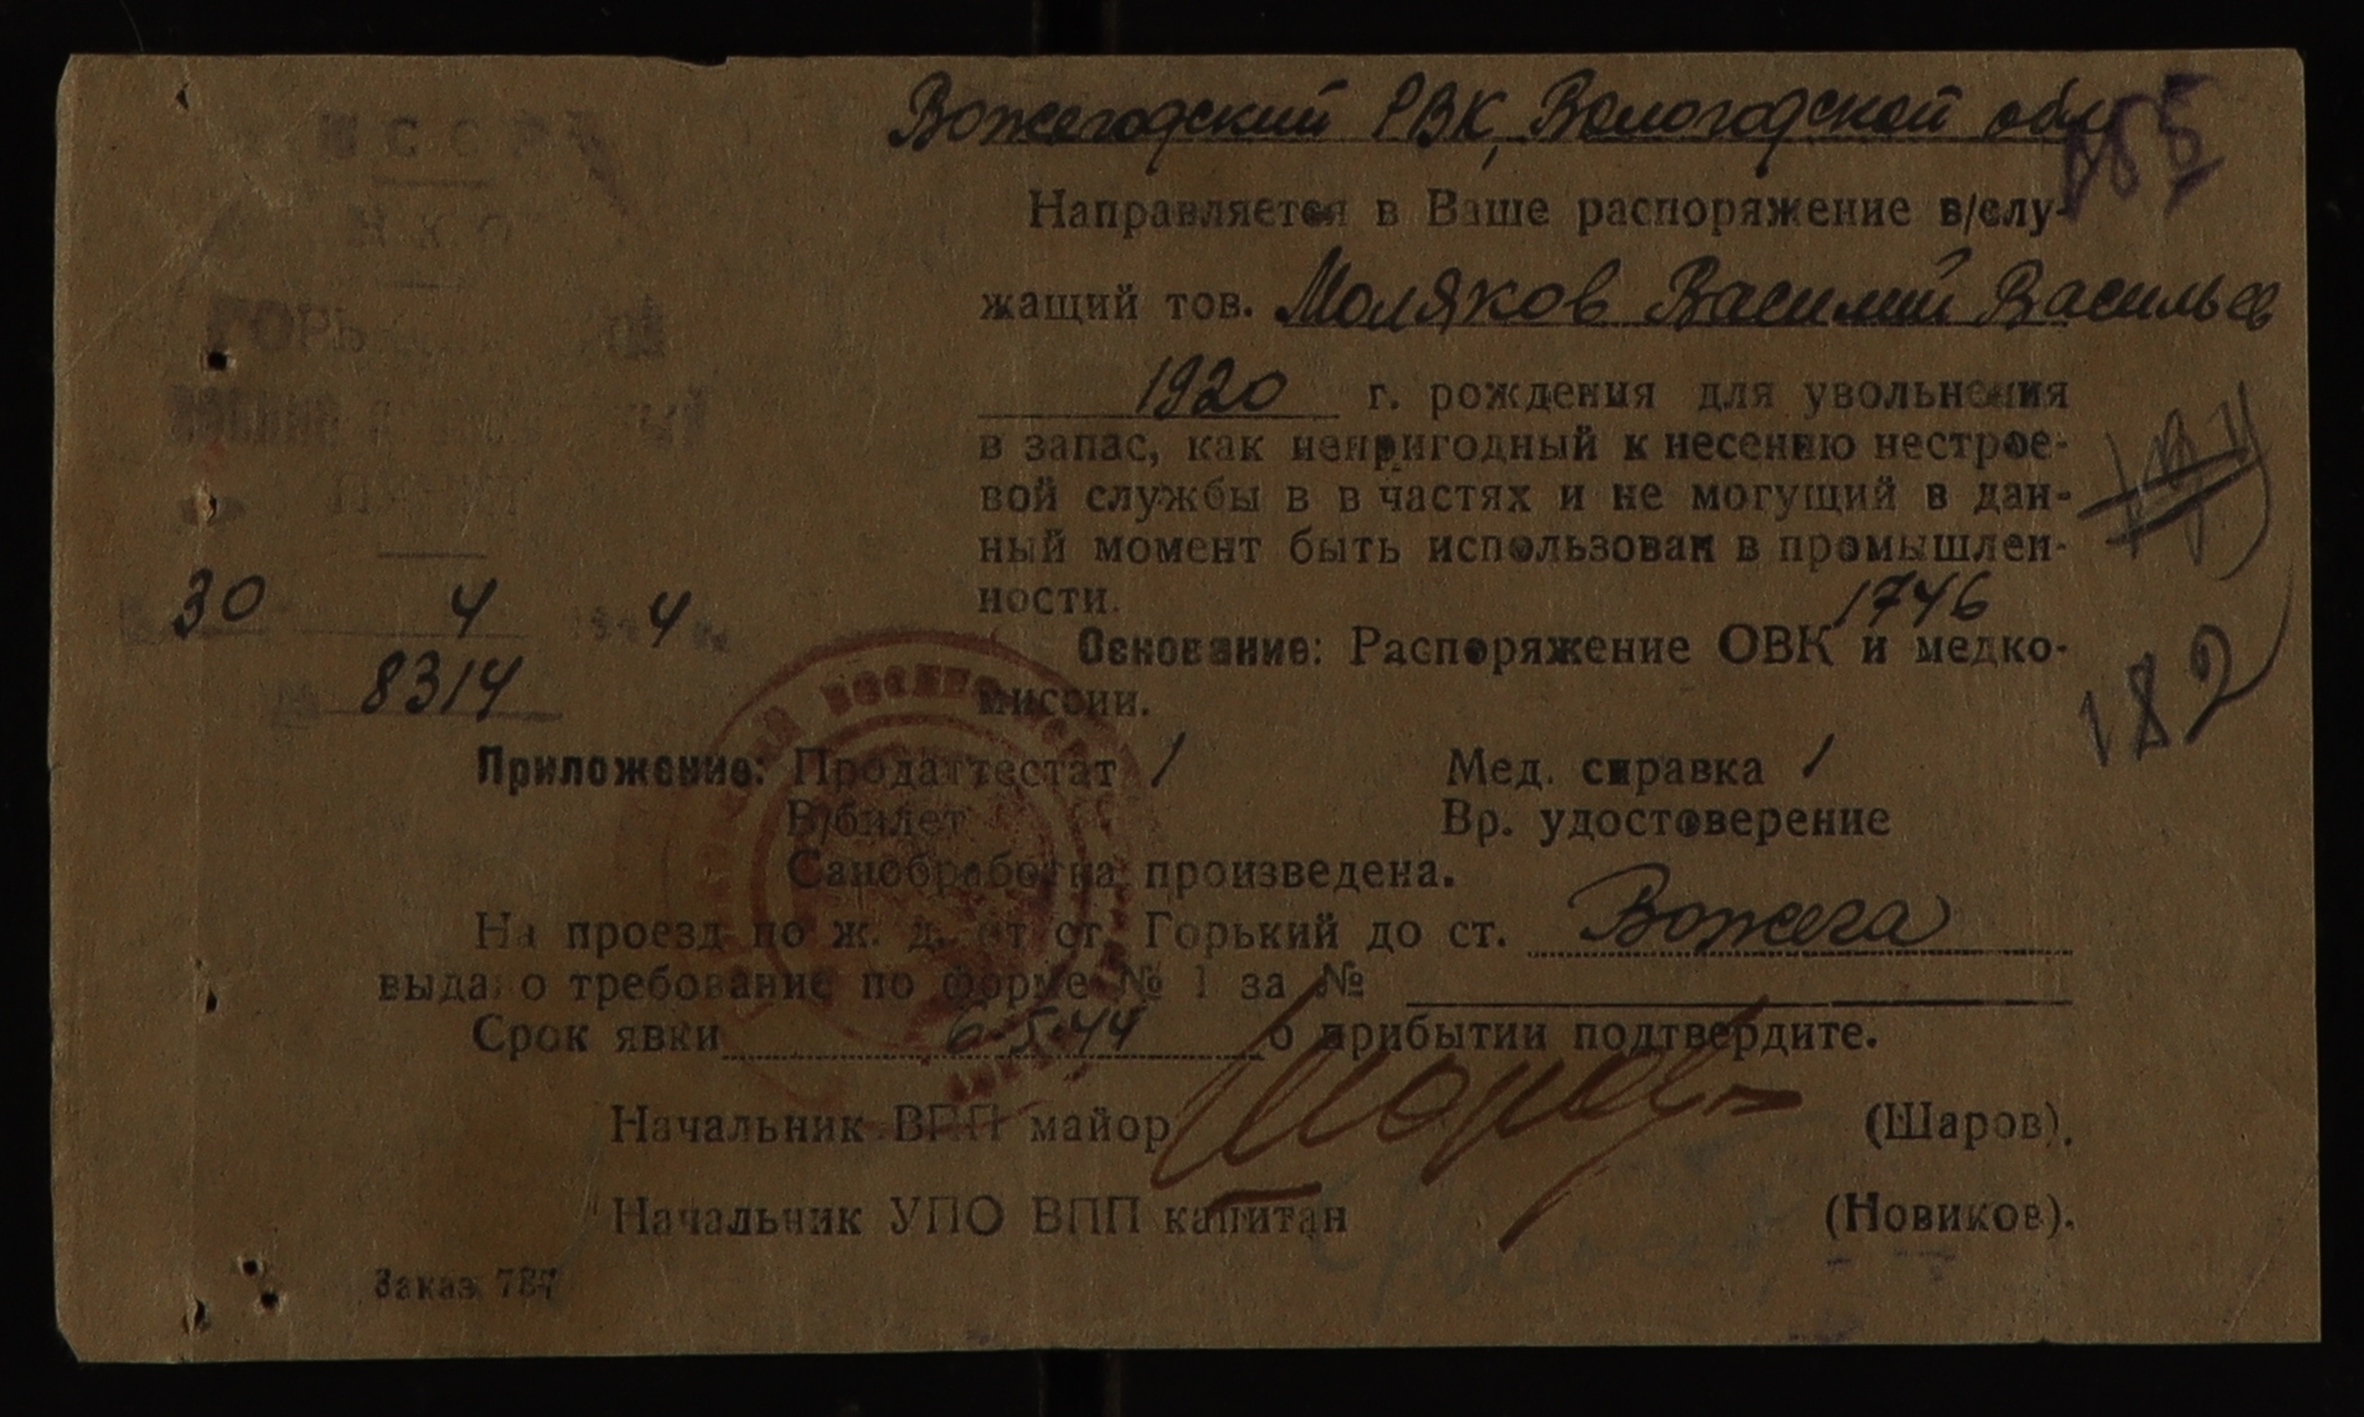 СССР
НКО
30 4 1944 г.
№ 8314
Вожегодский РВК, Вологодской обл
185
Направляется в Ваше распоряжение в/слу-
жащий тов. Моляков Василий Васильев
1920 г. рождения для увольнения
в запас, как непригодный к несению нестрое-
вой службы в в частях и не могущий в дан-
ный момент быть использован в промышлен-
ности.
182
Основание: Распоряжение ОВК 1746 и медко-
миссии.
Приложение: Продаттестат 1 Мед. справка 1
В/билет Вр. удостоверение
Санобработка произведена.
На проезд по ж. д. от ст. Горький до ст. Вожега
выдано требование по форме № 1 за №
Срок явки 6-5-44 о прибытии подтвердите.
Начальник ВПП майор Шаров (Шаров).
Начальник УПО ВПП капитан (Новиков).
Заказ 787